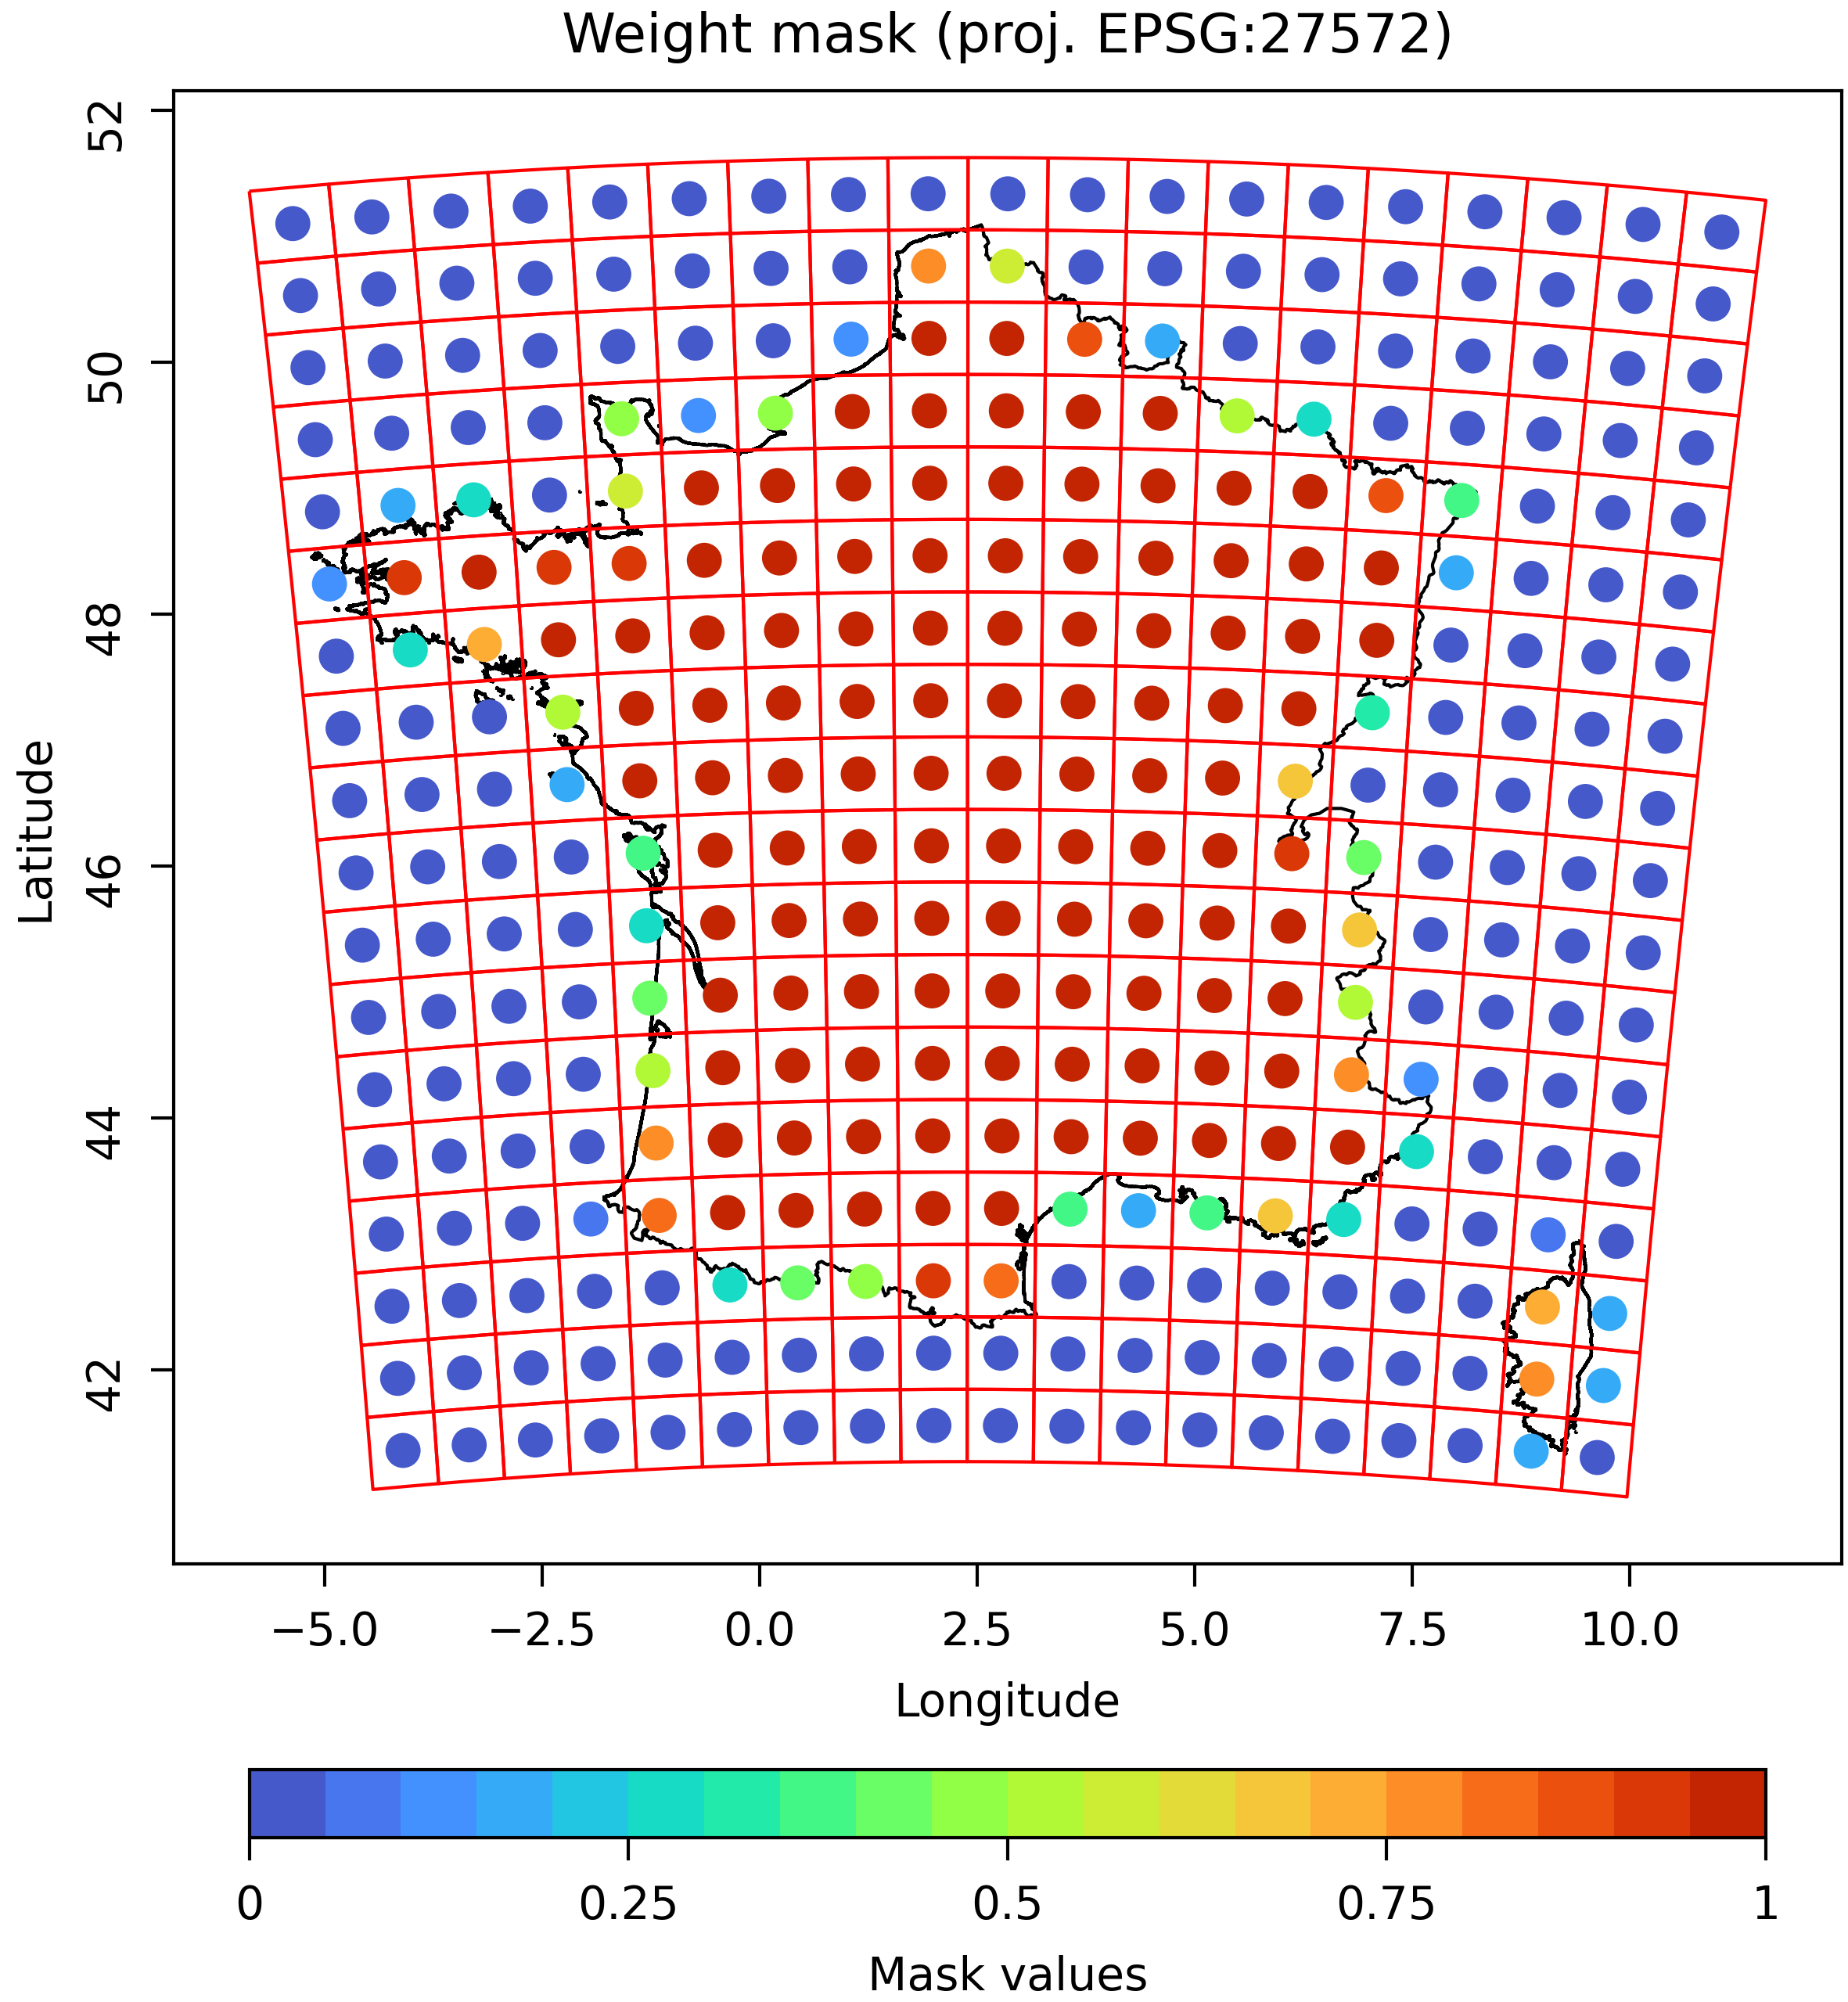 Weight mask (proj. EPSG:27572)
52
50
48
46
44
42
Latitude
−5.0 −2.5 0.0 2.5 5.0 7.5 10.0
Longitude
0 0.25 0.5 0.75 1
Mask values